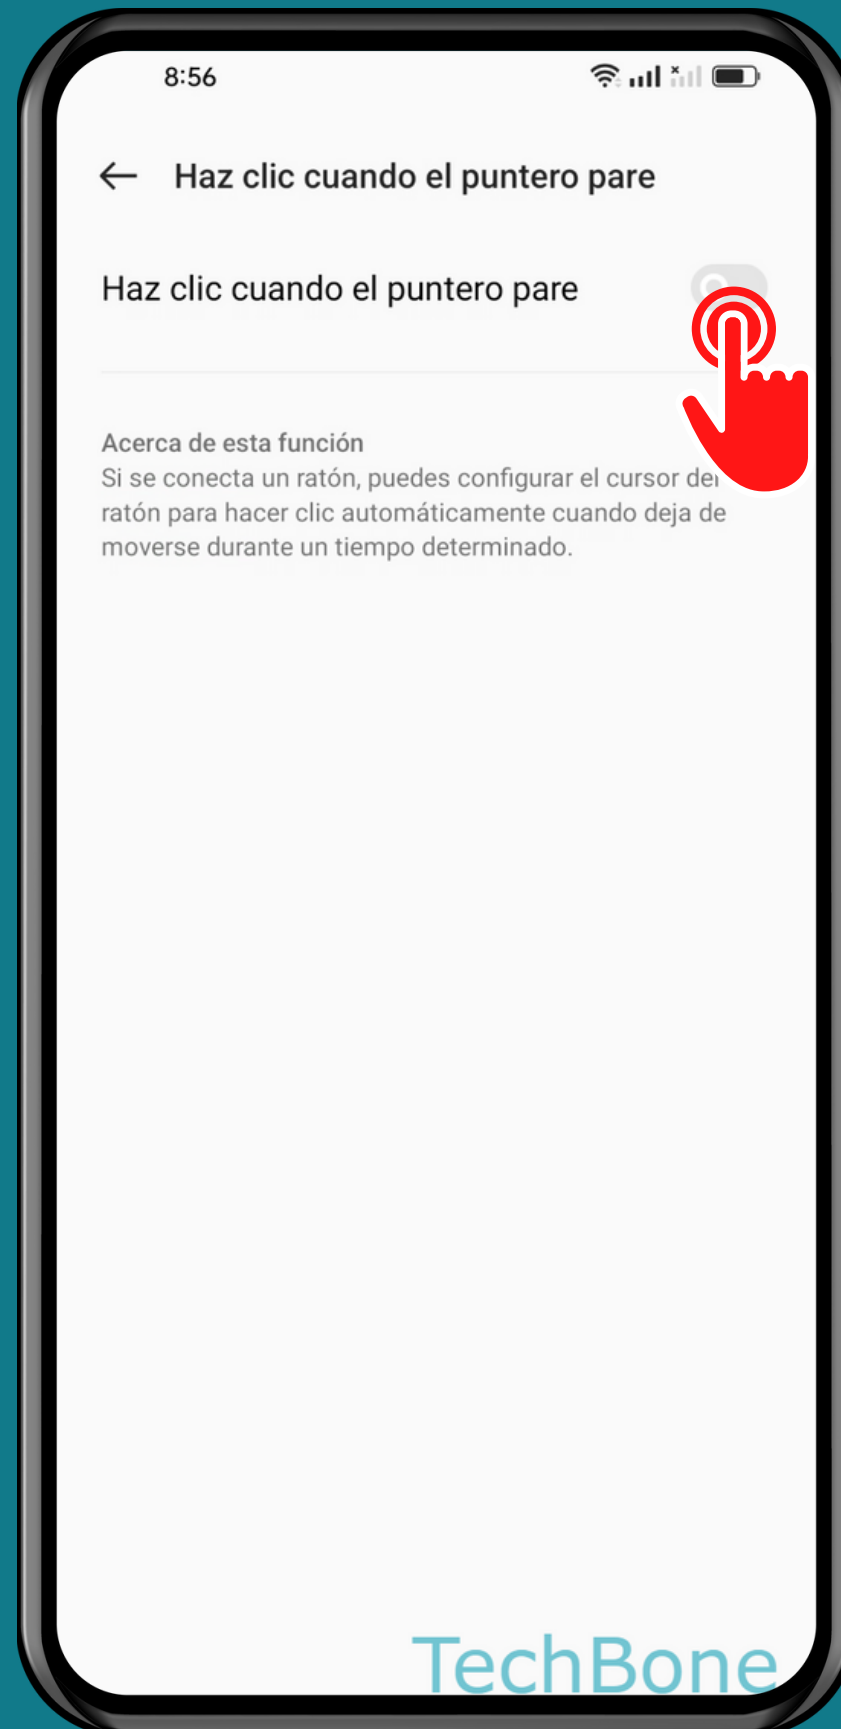 8:56
Haz clic cuando el puntero pare
Haz clic cuando el puntero pare
Acerca de esta función
Si se conecta un ratón, puedes configurar el cursor del
ratón para hacer clic automáticamente cuando deja de
moverse durante un tiempo determinado.
TechBone